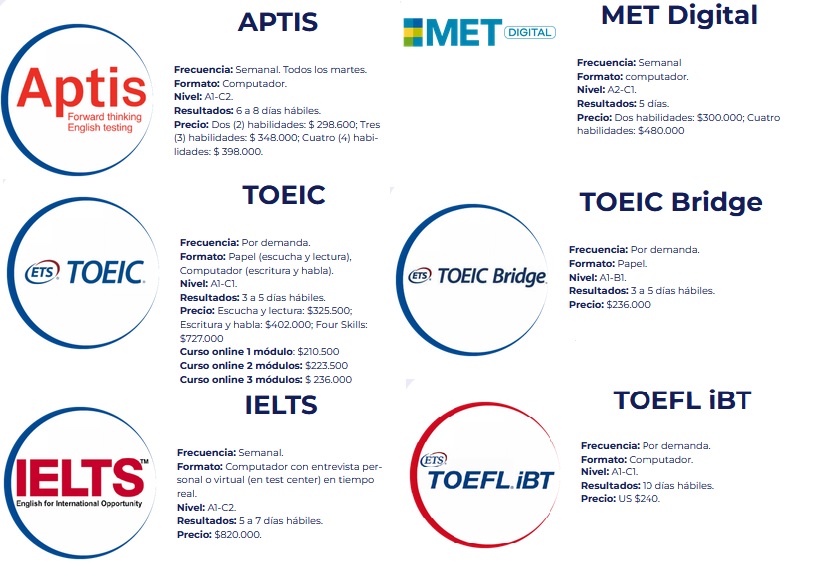 APTIS
Aptis
Forward thinking
English testing
Frecuencia: Semanal. Todos los martes.
Formato: Computador.
Nivel: A1-C2.
Resultados: 6 a 8 días hábiles.
Precio: Dos (2) habilidades: $ 298.600; Tres
(3) habilidades: $ 348.000; Cuatro (4) habi-
lidades: $ 398.000.
MET Digital
MET DIGITAL
Frecuencia: Semanal
Formato: computador.
Nivel: A2-C1.
Resultados: 5 días.
Precio: Dos habilidades: $300.000; Cuatro
habilidades: $480.000
TOEIC
ETS® TOEIC®
Frecuencia: Por demanda.
Formato: Papel (escucha y lectura),
Computador (escritura y habla).
Nivel: A1-C1.
Resultados: 3 a 5 días hábiles.
Precio: Escucha y lectura: $325.500;
Escritura y habla: $402.000; Four Skills:
$727.000
Curso online 1 módulo: $210.500
Curso online 2 módulos: $223.500
Curso online 3 módulos: $ 236.000
TOEIC Bridge
ETS® TOEIC Bridge
Frecuencia: Por demanda.
Formato: Papel.
Nivel: A1-B1.
Resultados: 3 a 5 días hábiles.
Precio: $236.000
IELTS
IELTS™
English for International Opportunity
Frecuencia: Semanal.
Formato: Computador con entrevista per-
sonal o virtual (en test center) en tiempo
real.
Nivel: A1-C2.
Resultados: 5 a 7 días hábiles.
Precio: $820.000.
TOEFL iBT
ETS®
TOEFL iBT
Frecuencia: Por demanda.
Formato: Computador.
Nivel: A1-C1.
Resultados: 10 días hábiles.
Precio: US $240.